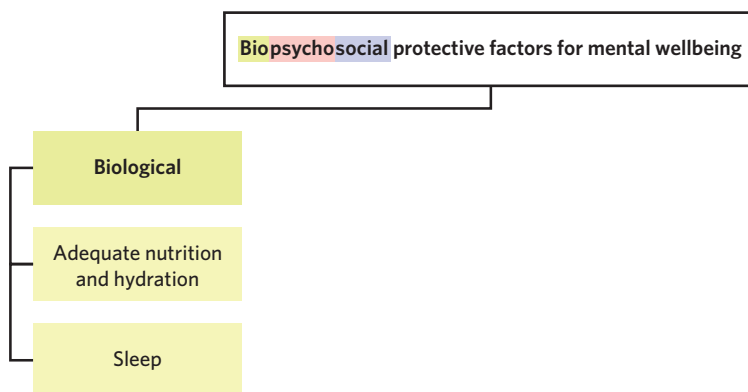 Biopsychosocial protective factors for mental wellbeing
Biological
Adequate nutrition
and hydration
Sleep